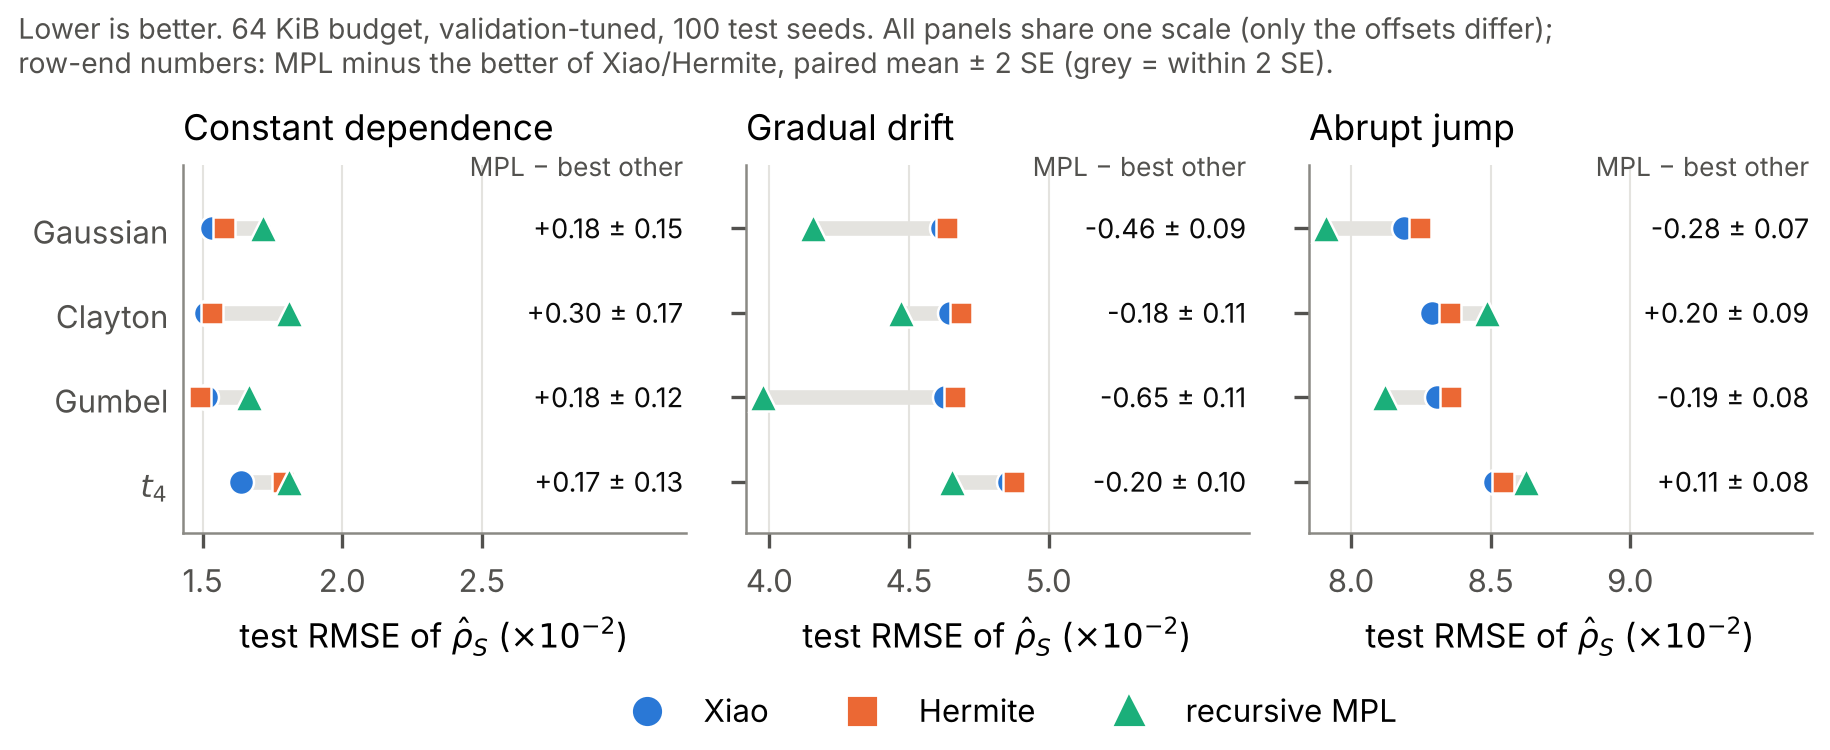 Lower is better. 64 KiB budget, validation-tuned, 100 test seeds. All panels share one scale (only the offsets differ);
row-end numbers: MPL minus the better of Xiao/Hermite, paired mean ± 2 SE (grey = within 2 SE).
Constant dependence
MPL − best other
Gaussian
+0.18 ± 0.15
Clayton
+0.30 ± 0.17
Gumbel
+0.18 ± 0.12
t₄
+0.17 ± 0.13
1.5 2.0 2.5
test RMSE of ρ̂_S (×10⁻²)
Gradual drift
MPL − best other
-0.46 ± 0.09
-0.18 ± 0.11
-0.65 ± 0.11
-0.20 ± 0.10
4.0 4.5 5.0
test RMSE of ρ̂_S (×10⁻²)
Abrupt jump
MPL − best other
-0.28 ± 0.07
+0.20 ± 0.09
-0.19 ± 0.08
+0.11 ± 0.08
8.0 8.5 9.0
test RMSE of ρ̂_S (×10⁻²)
Xiao Hermite recursive MPL